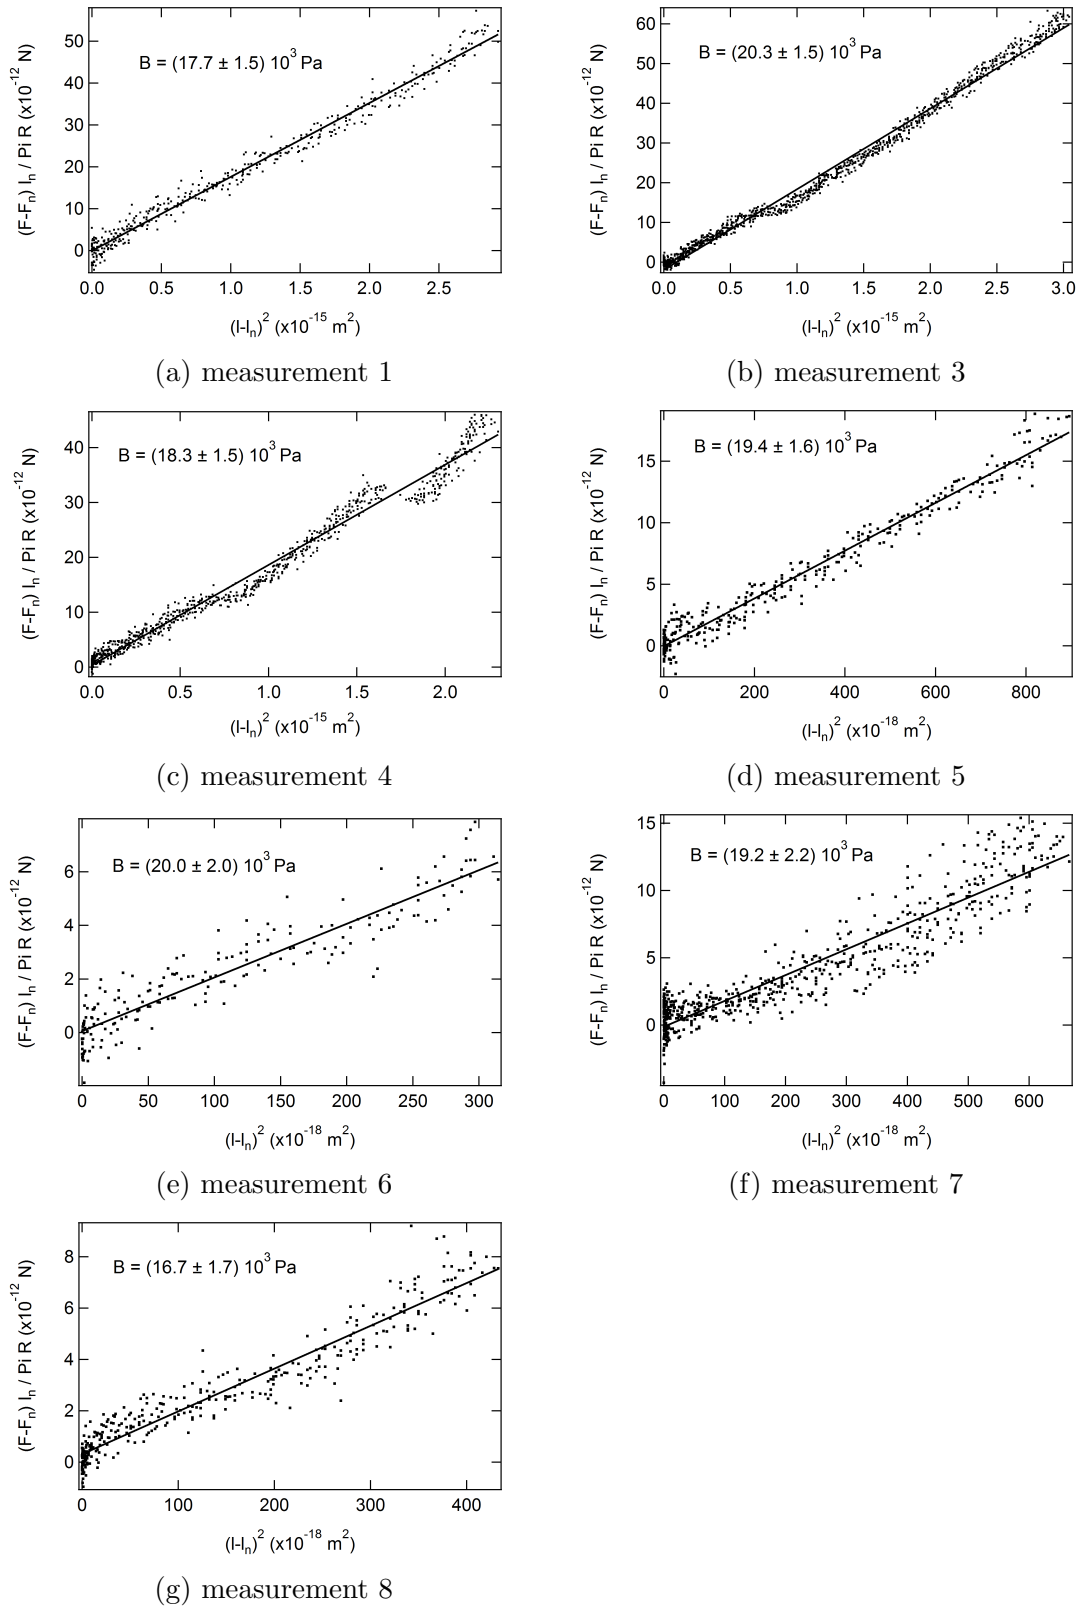 B = (17.7 ± 1.5) 10³ Pa
(F-Fₙ) lₙ / Pi R (x10⁻¹² N)
50
40
30
20
10
0
0.0 0.5 1.0 1.5 2.0 2.5
(l-lₙ)² (x10⁻¹⁵ m²)
(a) measurement 1
B = (20.3 ± 1.5) 10³ Pa
(F-Fₙ) lₙ / Pi R (x10⁻¹² N)
60
50
40
30
20
10
0
0.0 0.5 1.0 1.5 2.0 2.5 3.0
(l-lₙ)² (x10⁻¹⁵ m²)
(b) measurement 3
B = (18.3 ± 1.5) 10³ Pa
(F-Fₙ) lₙ / Pi R (x10⁻¹² N)
40
30
20
10
0
0.0 0.5 1.0 1.5 2.0
(l-lₙ)² (x10⁻¹⁵ m²)
(c) measurement 4
B = (19.4 ± 1.6) 10³ Pa
(F-Fₙ) lₙ / Pi R (x10⁻¹² N)
15
10
5
0
0 200 400 600 800
(l-lₙ)² (x10⁻¹⁸ m²)
(d) measurement 5
B = (20.0 ± 2.0) 10³ Pa
(F-Fₙ) lₙ / Pi R (x10⁻¹² N)
6
4
2
0
0 50 100 150 200 250 300
(l-lₙ)² (x10⁻¹⁸ m²)
(e) measurement 6
B = (19.2 ± 2.2) 10³ Pa
(F-Fₙ) lₙ / Pi R (x10⁻¹² N)
15
10
5
0
0 100 200 300 400 500 600
(l-lₙ)² (x10⁻¹⁸ m²)
(f) measurement 7
B = (16.7 ± 1.7) 10³ Pa
(F-Fₙ) lₙ / Pi R (x10⁻¹² N)
8
6
4
2
0
0 100 200 300 400
(l-lₙ)² (x10⁻¹⁸ m²)
(g) measurement 8